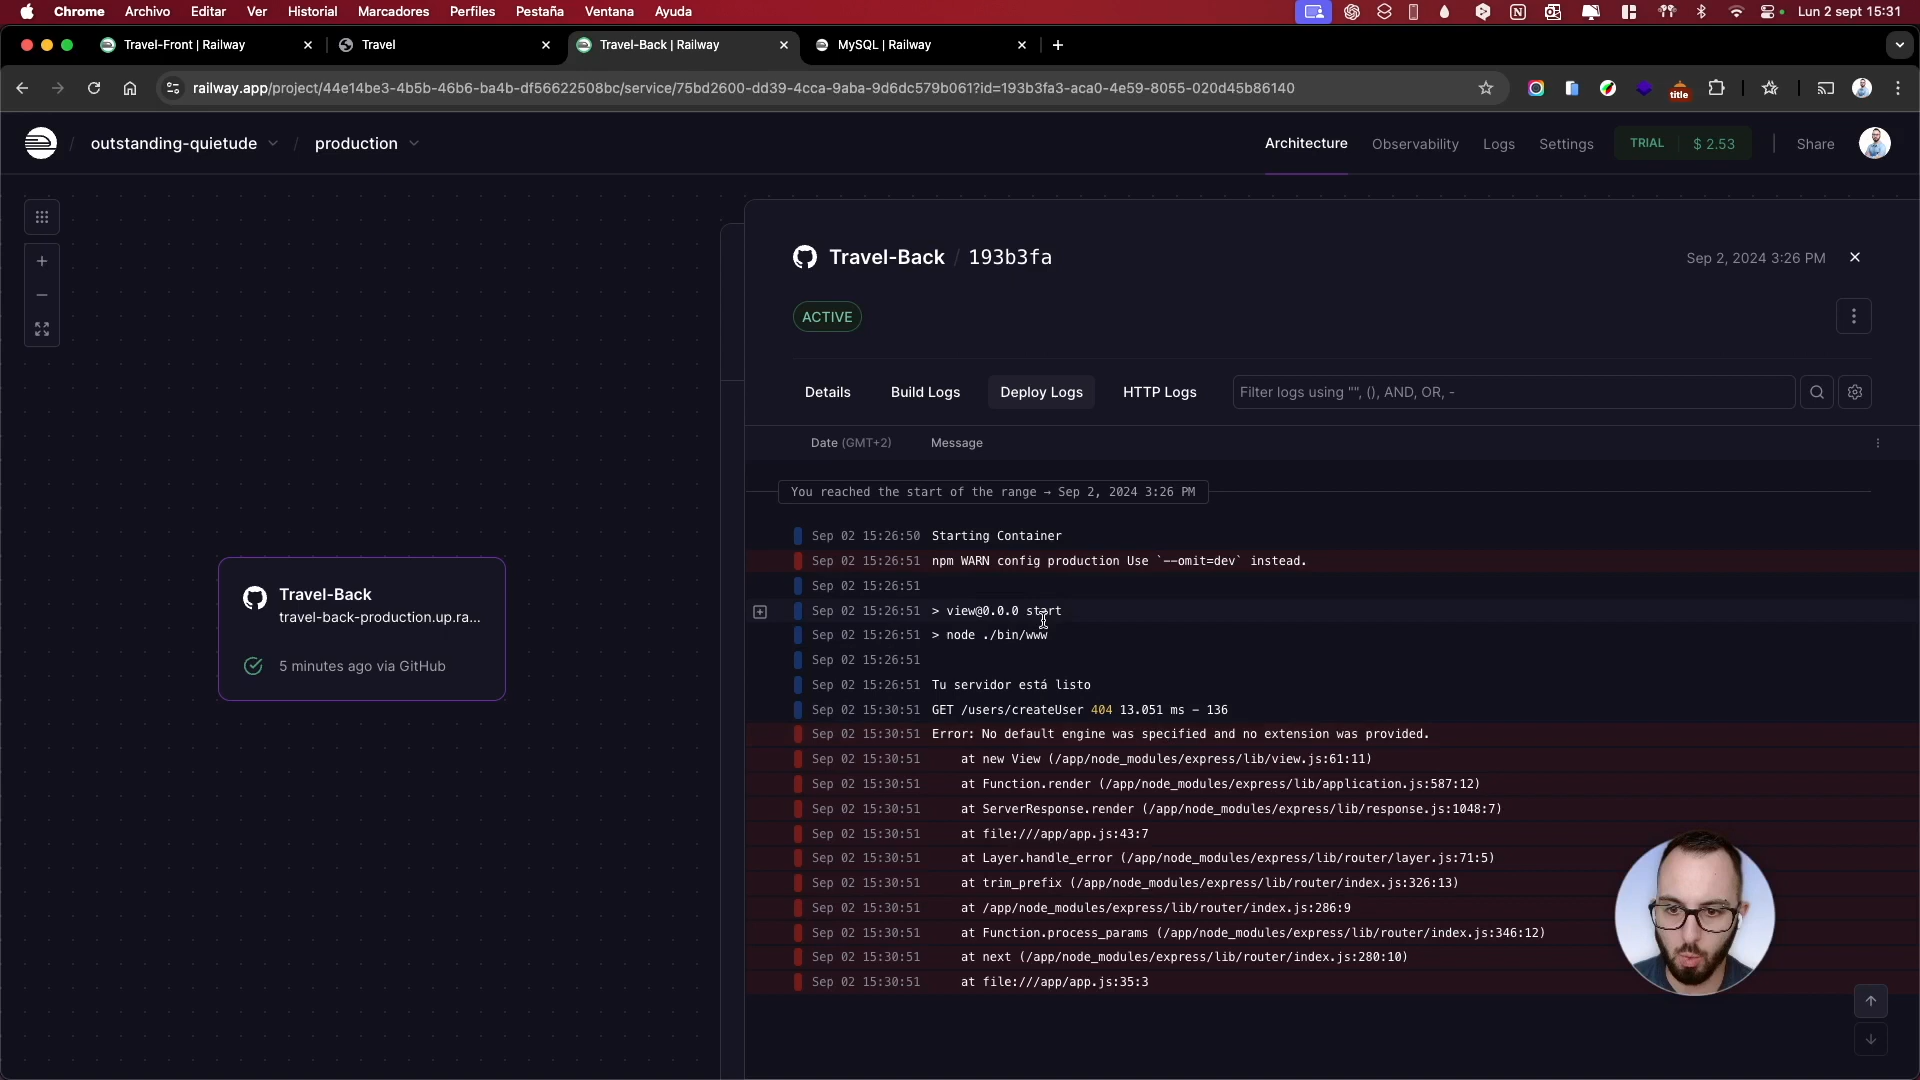 Chrome Archivo Editar Ver Historial Marcadores Perfiles Pestaña Ventana Ayuda Lun 2 sept 15:31
Travel-Front | Railway
Travel
Travel-Back | Railway
MySQL | Railway
railway.app/project/44e14be3-4b5b-46b6-ba4b-df56622508bc/service/75bd2600-dd39-4cca-9aba-9d6dc579b061?id=193b3fa3-aca0-4e59-8055-020d45b86140
title
outstanding-quietude / production
Architecture Observability Logs Settings TRIAL $ 2.53 Share
Travel-Back / 193b3fa
Sep 2, 2024 3:26 PM
ACTIVE
Details Build Logs Deploy Logs HTTP Logs Filter logs using "", (), AND, OR, -
Date (GMT+2) Message
You reached the start of the range → Sep 2, 2024 3:26 PM
Sep 02 15:26:50 Starting Container
Sep 02 15:26:51 npm WARN config production Use `--omit=dev` instead.
Sep 02 15:26:51
Sep 02 15:26:51 > view@0.0.0 start
Sep 02 15:26:51 > node ./bin/www
Sep 02 15:26:51
Sep 02 15:26:51 Tu servidor está listo
Sep 02 15:30:51 GET /users/createUser 404 13.051 ms - 136
Sep 02 15:30:51 Error: No default engine was specified and no extension was provided.
Sep 02 15:30:51 at new View (/app/node_modules/express/lib/view.js:61:11)
Sep 02 15:30:51 at Function.render (/app/node_modules/express/lib/application.js:587:12)
Sep 02 15:30:51 at ServerResponse.render (/app/node_modules/express/lib/response.js:1048:7)
Sep 02 15:30:51 at file:///app/app.js:43:7
Sep 02 15:30:51 at Layer.handle_error (/app/node_modules/express/lib/router/layer.js:71:5)
Sep 02 15:30:51 at trim_prefix (/app/node_modules/express/lib/router/index.js:326:13)
Sep 02 15:30:51 at /app/node_modules/express/lib/router/index.js:286:9
Sep 02 15:30:51 at Function.process_params (/app/node_modules/express/lib/router/index.js:346:12)
Sep 02 15:30:51 at next (/app/node_modules/express/lib/router/index.js:280:10)
Sep 02 15:30:51 at file:///app/app.js:35:3
Travel-Back
travel-back-production.up.ra...
5 minutes ago via GitHub